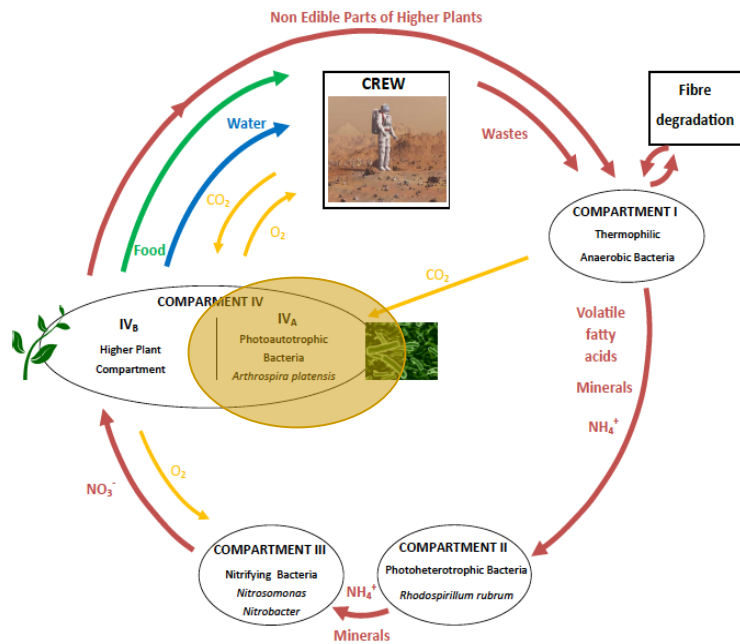 Non Edible Parts of Higher Plants
CREW
Fibre
degradation
Water
Wastes
CO2
O2
Food
COMPARTMENT I
Thermophilic
Anaerobic Bacteria
CO2
COMPARMENT IV
IVB
Higher Plant
Compartment
IVA
Photoautotrophic
Bacteria
Arthrospira platensis
Volatile
fatty
acids
Minerals
NH4+
O2
NO3-
COMPARTMENT III
Nitrifying Bacteria
Nitrosomonas
Nitrobacter
COMPARTMENT II
Photoheterotrophic Bacteria
Rhodospirillum rubrum
NH4+
Minerals